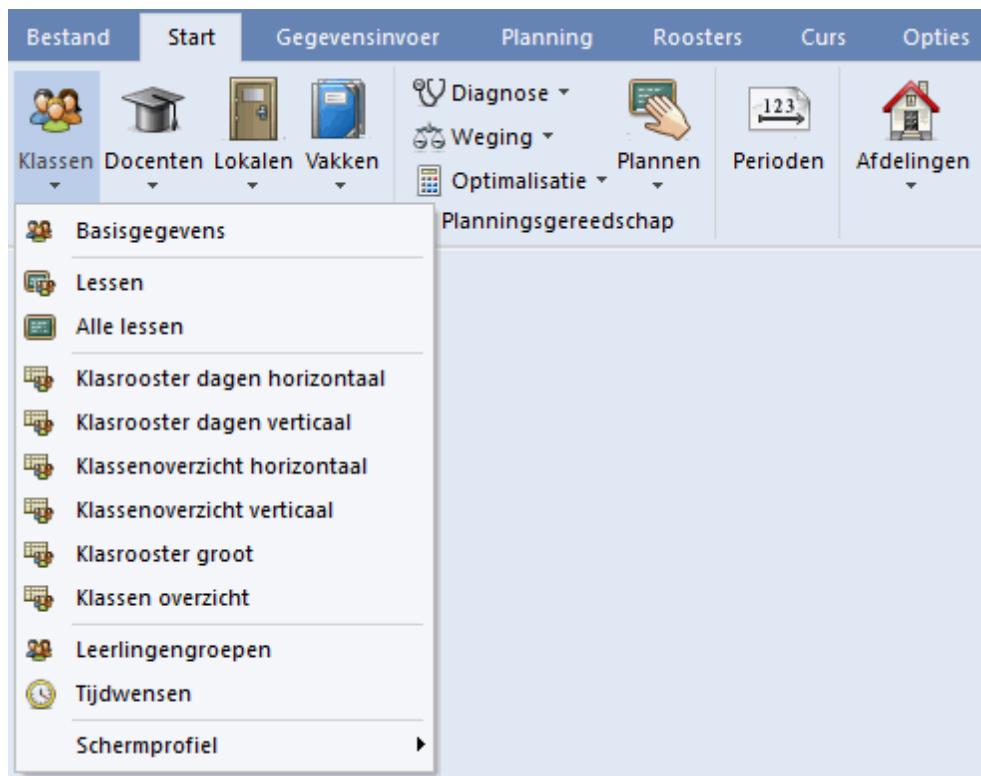 Bestand Start Gegevensinvoer Planning Roosters Curs Opties
Klassen Docenten Lokalen Vakken
Diagnose
Weging
Optimalisatie
Plannen
Planningsgereedschap
123
Perioden
Afdelingen
Basisgegevens
Lessen
Alle lessen
Klasrooster dagen horizontaal
Klasrooster dagen verticaal
Klassenoverzicht horizontaal
Klassenoverzicht verticaal
Klasrooster groot
Klassen overzicht
Leerlingengroepen
Tijdwensen
Schermprofiel